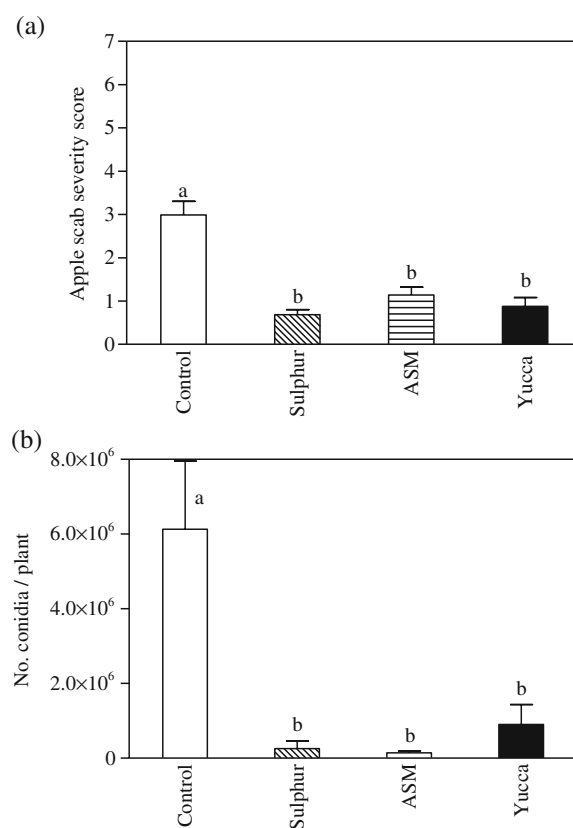 (a)
Apple scab severity score
7
6
5
4
3
2
1
0
a
b
b
b
Control
Sulphur
ASM
Yucca
(b)
No. conidia / plant
8.0×10⁶
6.0×10⁶
4.0×10⁶
2.0×10⁶
0
a
b
b
b
Control
Sulphur
ASM
Yucca